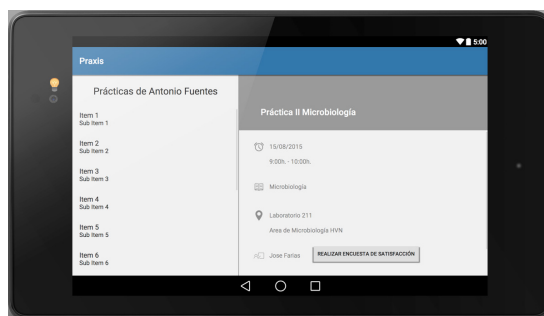 5:00
Praxis
Prácticas de Antonio Fuentes
Item 1
Sub Item 1
Item 2
Sub Item 2
Item 3
Sub Item 3
Item 4
Sub Item 4
Item 5
Sub Item 5
Item 6
Sub Item 6
Práctica II Microbiología
15/08/2015
9:00h. - 10:00h.
Microbiología
Laboratorio 211
Area de Microbiología HVN
Jose Farias
REALIZAR ENCUESTA DE SATISFACCIÓN